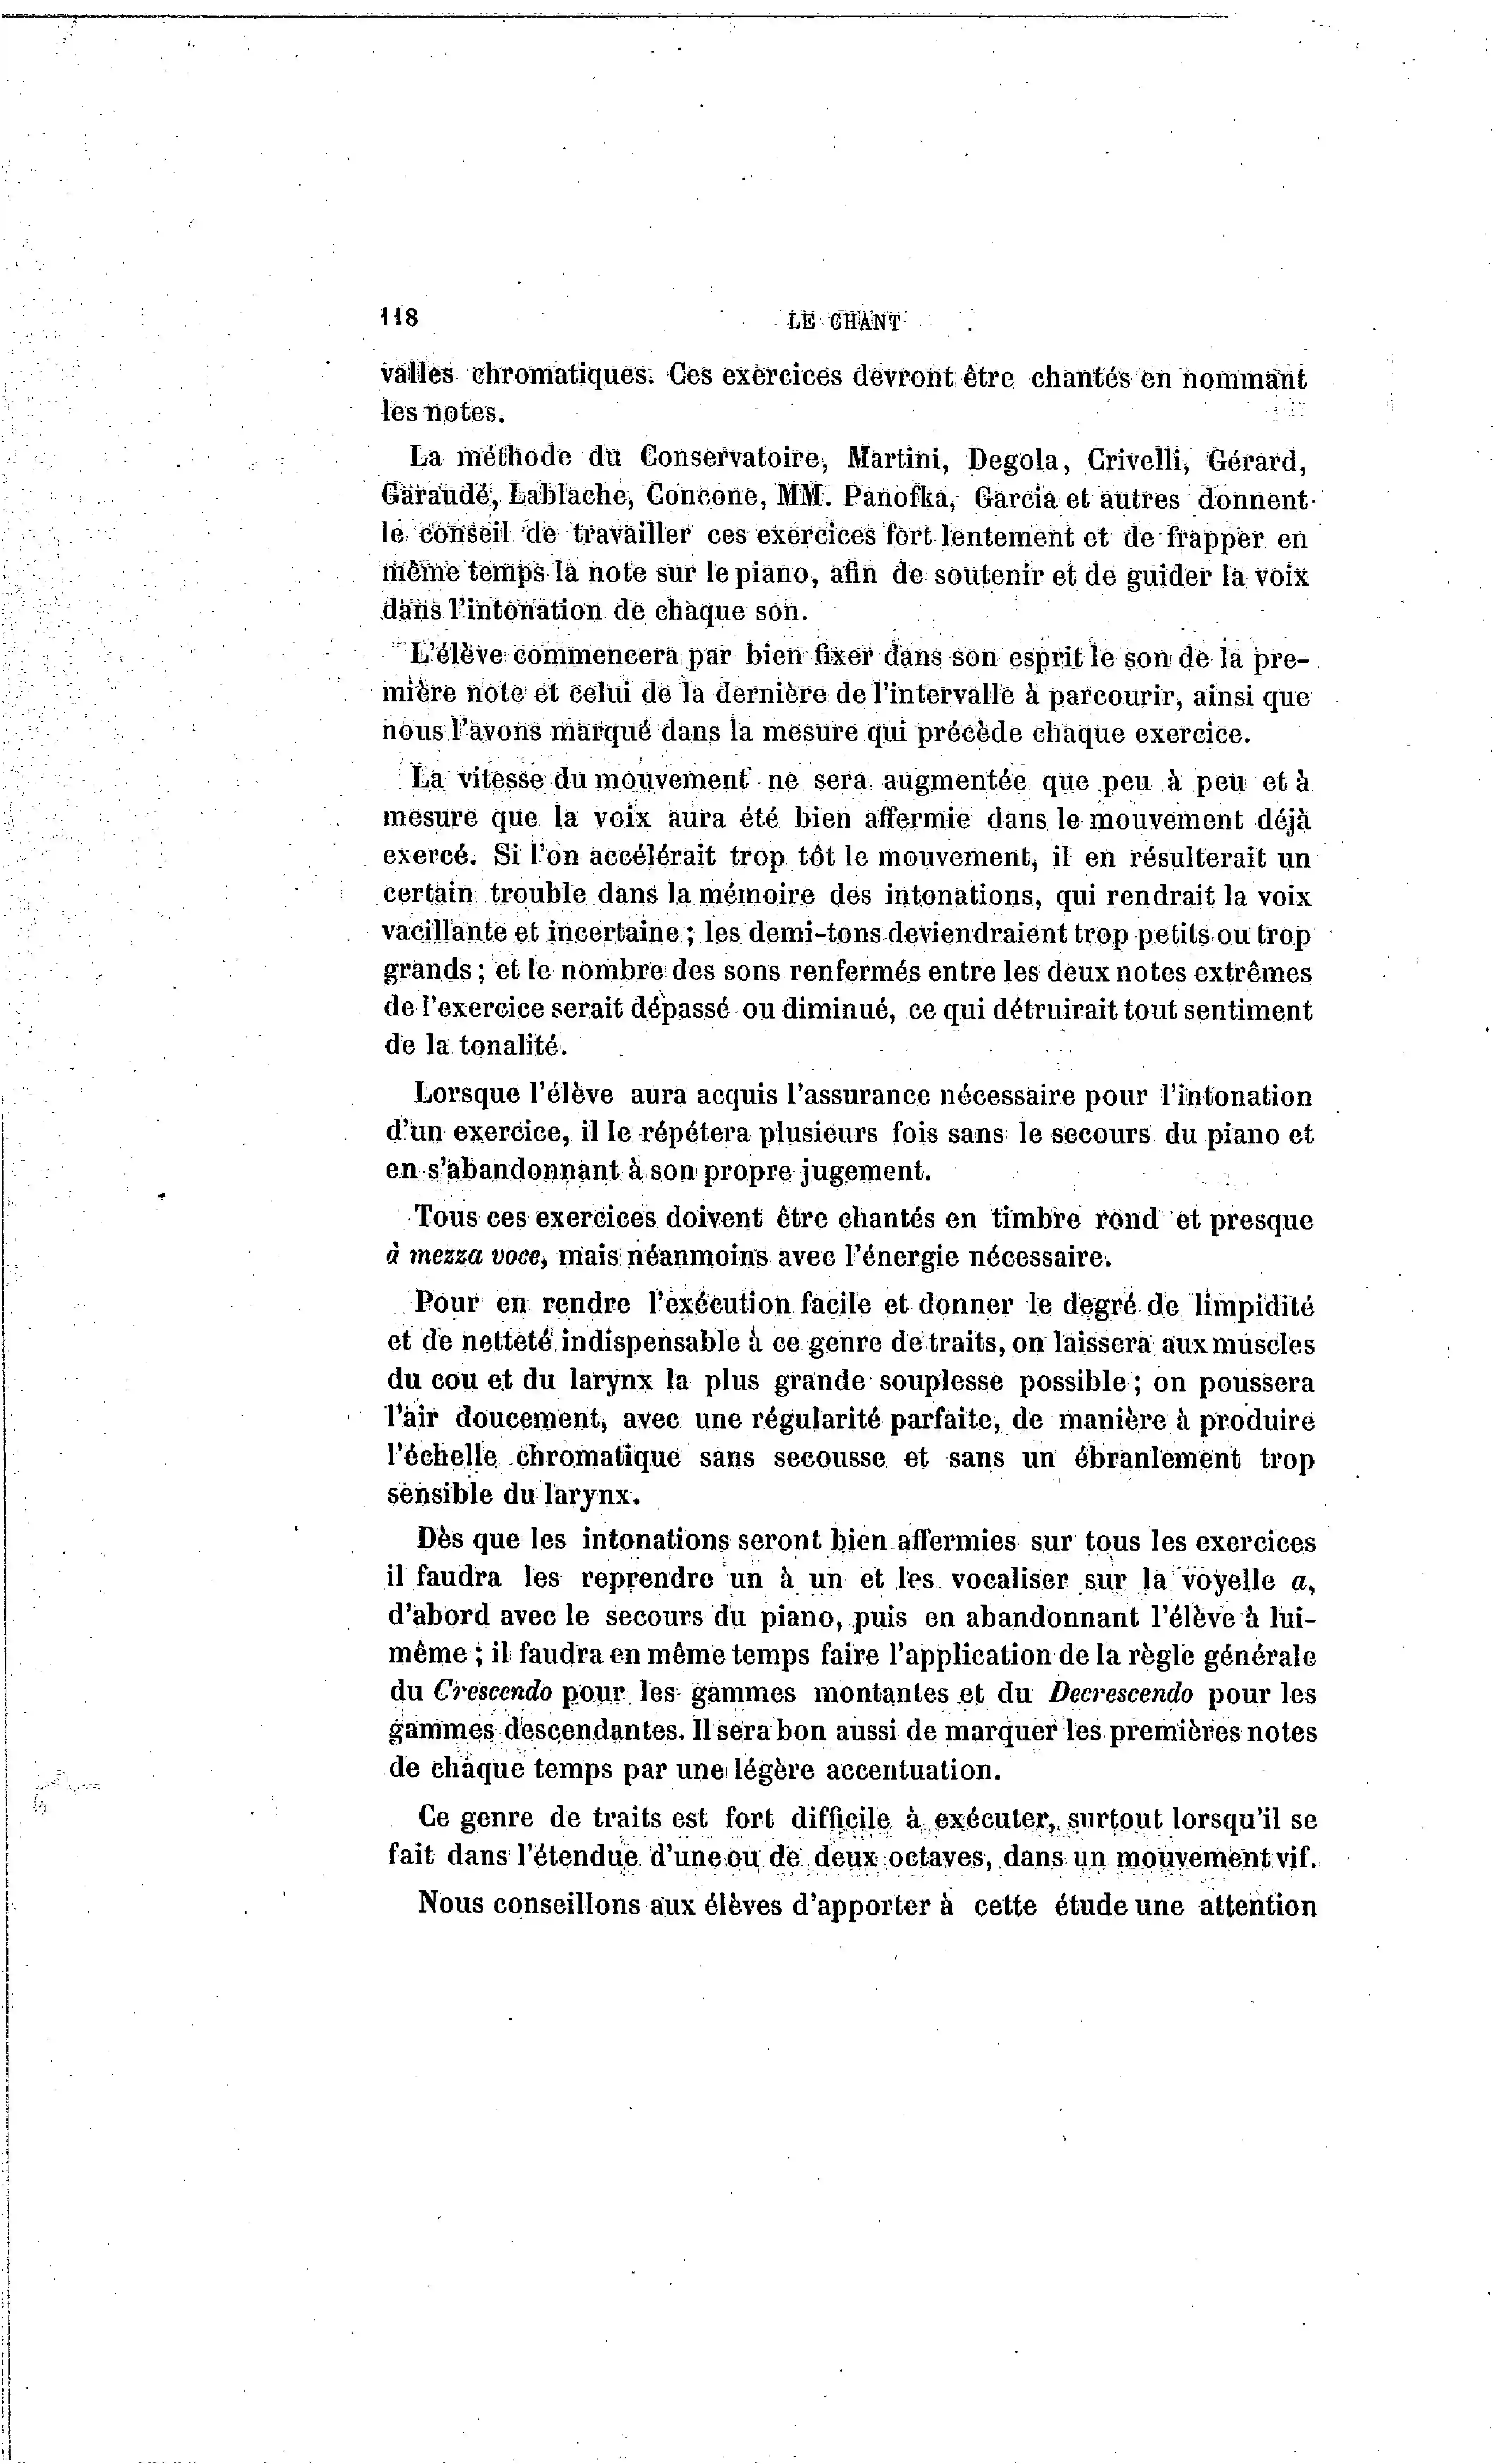 118 LE CHANT
valles chromatiques. Ces exercices devront être chantés en nommant
les notes.
La méthode du Conservatoire, Martini, Degola, Crivelli, Gérard,
Garaudé, Lablache, Concone, MM. Panofka, Garcia et autres donnent
le conseil de travailler ces exercices fort lentement et de frapper en
même temps la note sur le piano, afin de soutenir et de guider la voix
dans l'intonation de chaque son.
L'élève commencera par bien fixer dans son esprit le son de la pre-
mière note et celui de la dernière de l'intervalle à parcourir, ainsi que
nous l'avons marqué dans la mesure qui précède chaque exercice.
La vitesse du mouvement ne sera augmentée que peu à peu et à
mesure que la voix aura été bien affermie dans le mouvement déjà
exercé. Si l'on accélérait trop tôt le mouvement, il en résulterait un
certain trouble dans la mémoire des intonations, qui rendrait la voix
vacillante et incertaine ; les demi-tons deviendraient trop petits ou trop
grands ; et le nombre des sons renfermés entre les deux notes extrêmes
de l'exercice serait dépassé ou diminué, ce qui détruirait tout sentiment
de la tonalité.
Lorsque l'élève aura acquis l'assurance nécessaire pour l'intonation
d'un exercice, il le répétera plusieurs fois sans le secours du piano et
en s'abandonnant à son propre jugement.
Tous ces exercices doivent être chantés en timbre rond et presque
à mezza voce, mais néanmoins avec l'énergie nécessaire.
Pour en rendre l'exécution facile et donner le degré de limpidité
et de netteté indispensable à ce genre de traits, on laissera aux muscles
du cou et du larynx la plus grande souplesse possible ; on poussera
l'air doucement, avec une régularité parfaite, de manière à produire
l'échelle chromatique sans secousse et sans un ébranlement trop
sensible du larynx.
Dès que les intonations seront bien affermies sur tous les exercices
il faudra les reprendre un à un et les vocaliser sur la voyelle a,
d'abord avec le secours du piano, puis en abandonnant l'élève à lui-
même ; il faudra en même temps faire l'application de la règle générale
du Crescendo pour les gammes montantes et du Decrescendo pour les
gammes descendantes. Il sera bon aussi de marquer les premières notes
de chaque temps par une légère accentuation.
Ce genre de traits est fort difficile à exécuter, surtout lorsqu'il se
fait dans l'étendue d'une ou de deux octaves, dans un mouvement vif.
Nous conseillons aux élèves d'apporter à cette étude une attention